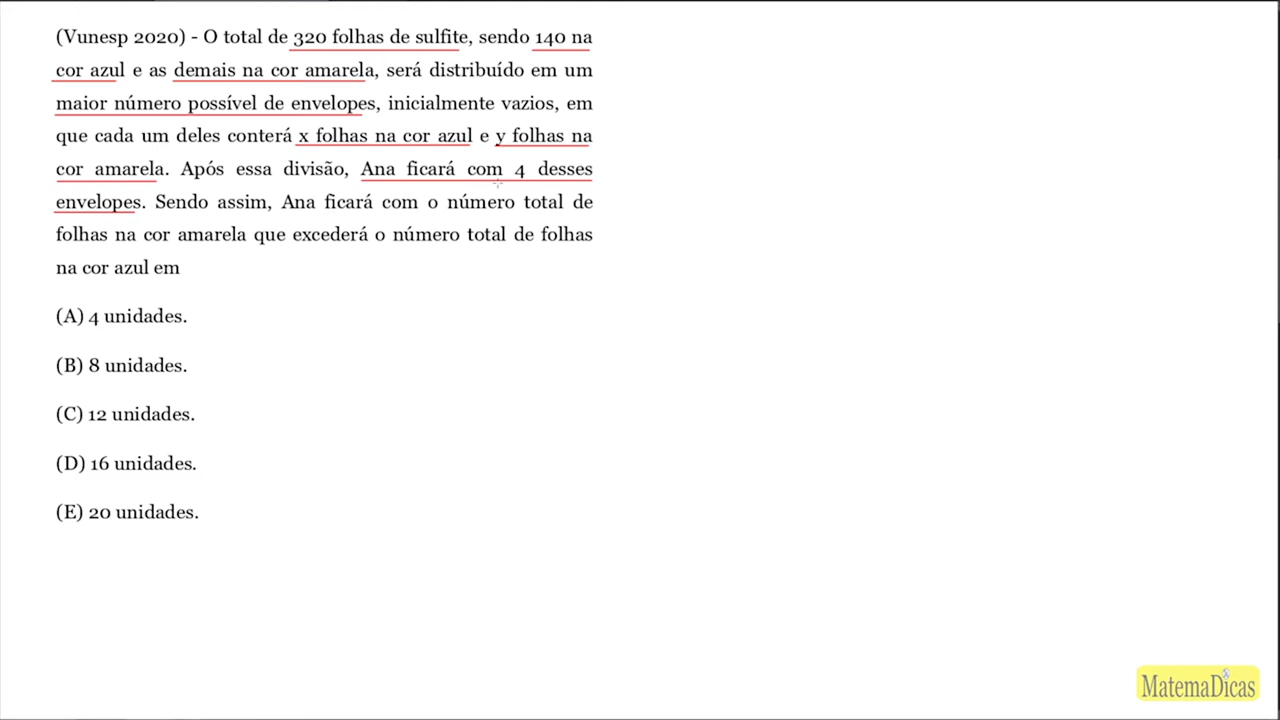 (Vunesp 2020) - O total de 320 folhas de sulfite, sendo 140 na
cor azul e as demais na cor amarela, será distribuído em um
maior número possível de envelopes, inicialmente vazios, em
que cada um deles conterá x folhas na cor azul e y folhas na
cor amarela. Após essa divisão, Ana ficará com 4 desses
envelopes. Sendo assim, Ana ficará com o número total de
folhas na cor amarela que excederá o número total de folhas
na cor azul em
(A) 4 unidades.
(B) 8 unidades.
(C) 12 unidades.
(D) 16 unidades.
(E) 20 unidades.
MatemaDicas